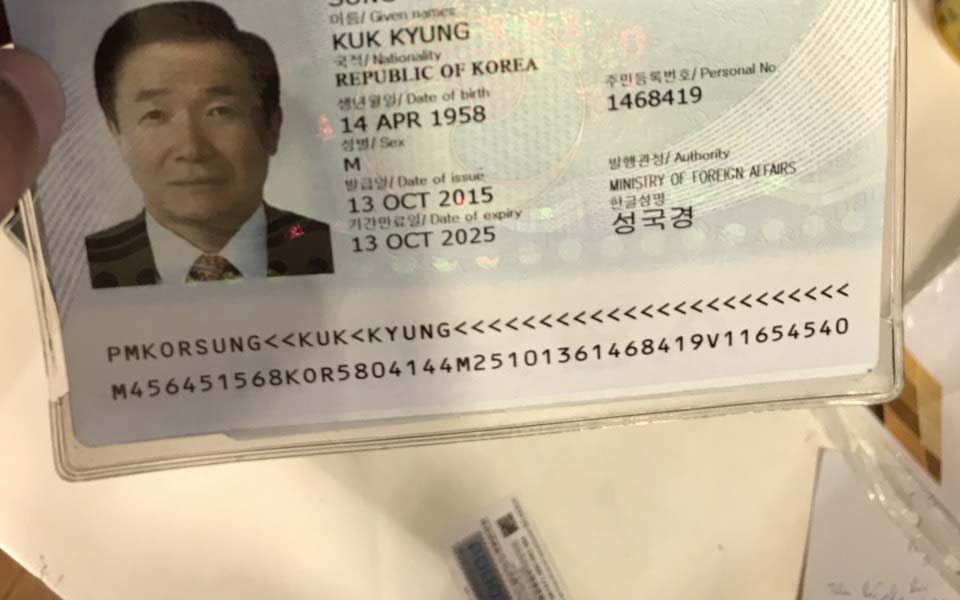 SUNG
이름/ Given names
KUK KYUNG
국적/ Nationality
REPUBLIC OF KOREA
생년월일/ Date of birth
14 APR 1958
주민등록번호/ Personal No.
1468419
성별/ Sex
M
발급일/ Date of issue
13 OCT 2015
발행관청/ Authority
MINISTRY OF FOREIGN AFFAIRS
기간만료일/ Date of expiry
13 OCT 2025
한글성명
성국경
PMKORSUNG<<KUK<KYUNG<<<<<<<<<<<<<<<<<<<<<<<<
M456451568KOR5804144M25101361468419V11654540